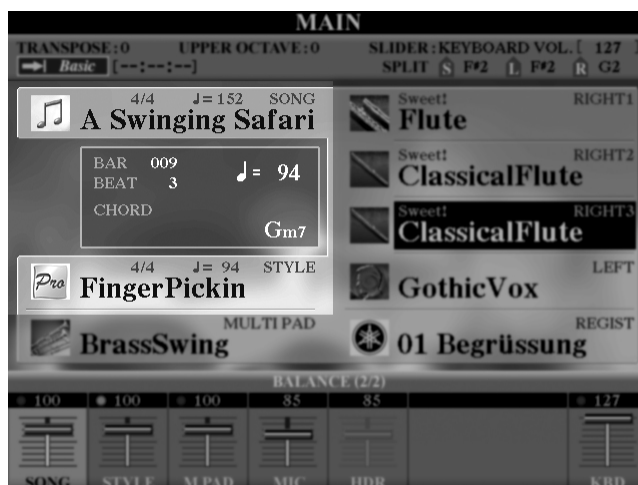 MAIN
TRANSPOSE:0 UPPER OCTAVE:0 SLIDER:KEYBOARD VOL.[ 127 ]
Basic [--:--:--] SPLIT S F#2 L F#2 R G2
4/4 ♩=152 SONG
A Swinging Safari
BAR 009
BEAT 3
♩= 94
CHORD
Gm7
4/4 ♩= 94 STYLE
Pro FingerPickin
MULTI PAD
BrassSwing
Sweet! RIGHT1
Flute
Sweet! RIGHT2
ClassicalFlute
Sweet! RIGHT3
ClassicalFlute
LEFT
GothicVox
REGIST
01 Begrüssung
BALANCE (2/2)
100 100 100 85 85 127
SONG STYLE M.PAD MIC HDR KBD